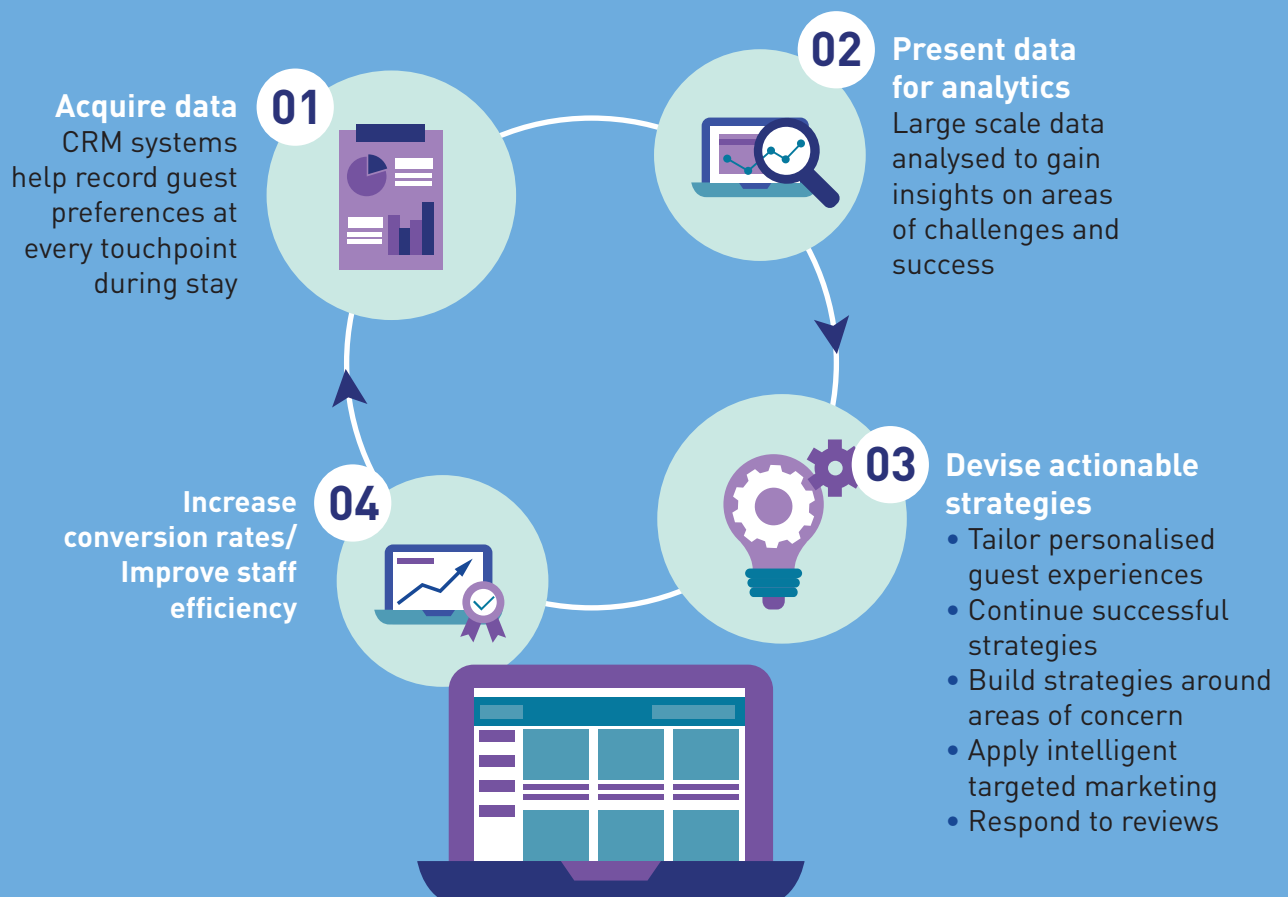 01
Acquire data
CRM systems
help record guest
preferences at
every touchpoint
during stay
02
Present data
for analytics
Large scale data
analysed to gain
insights on areas
of challenges and
success
03
Devise actionable
strategies
• Tailor personalised
guest experiences
• Continue successful
strategies
• Build strategies around
areas of concern
• Apply intelligent
targeted marketing
• Respond to reviews
04
Increase
conversion rates/
Improve staff
efficiency